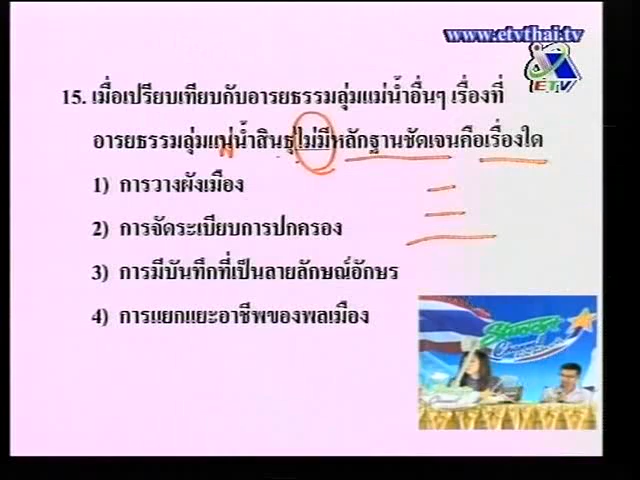 www.etvthai.tv
ETV
15. เมื่อเปรียบเทียบกับอารยธรรมลุ่มแม่น้ำอื่นๆ เรื่องที่
อารยธรรมลุ่มแม่น้ำสินธุไม่มีหลักฐานชัดเจนคือเรื่องใด
1) การวางผังเมือง
2) การจัดระเบียบการปกครอง
3) การมีบันทึกที่เป็นลายลักษณ์อักษร
4) การแยกแยะอาชีพของพลเมือง
Channel